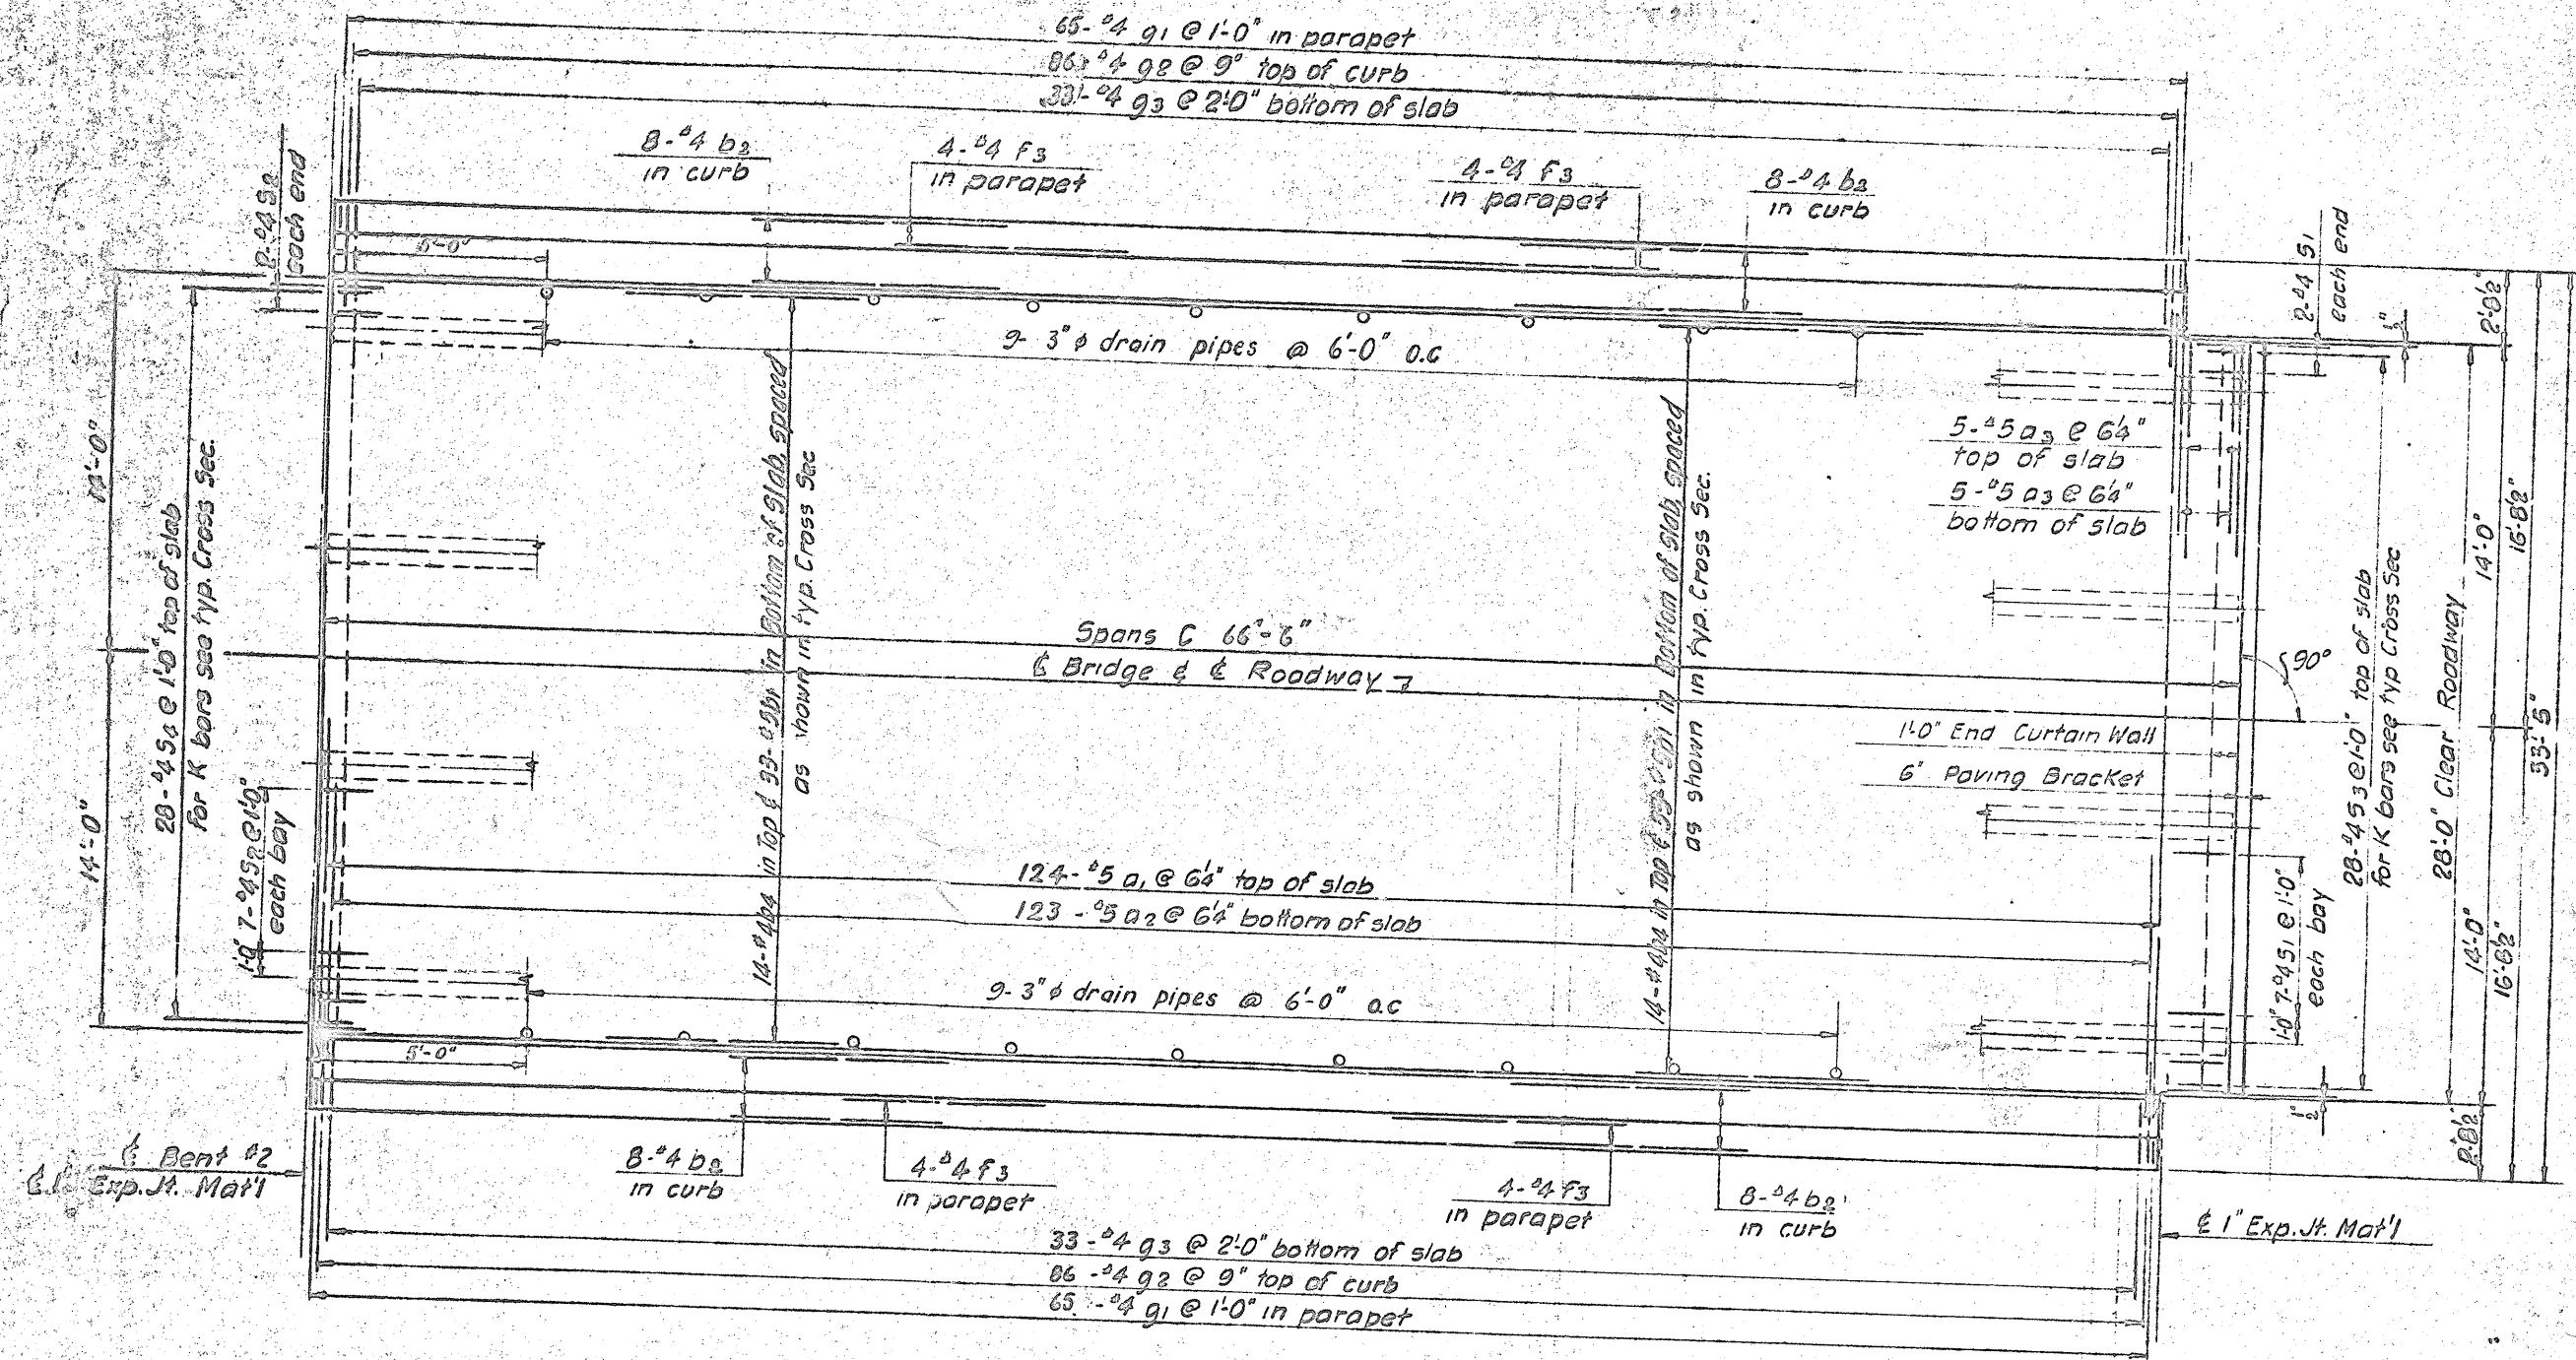 65-#4 g1 @ 1'-0" in parapet
86-#4 g2 @ 9" top of curb
33-#4 g3 @ 2'-0" bottom of slab
8-#4 b2
in curb
4-#4 f3
in parapet
4-#4 f3
in parapet
8-#4 b2
in curb
2-#4 S2
each end
2-#4 S1
each end
5'-0"
1/2"
2'-8½"
9- 3" ø drain pipes @ 6'-0" O.C
14'-0"
14'-0"
28-#4 S4 @ 1'-0" top of slab
For K bars see typ. Cross Sec.
1'-0" 7-#4 S2 @ 1'-0"
each bay
14-#4 b4 in Top & 33- in Bottom of Slab, spaced
as shown in typ. Cross Sec
14-#4 b4 in Top & 33- in Bottom of Slab, spaced
as shown in typ. Cross Sec.
5-#5 a3 @ 6¼"
top of slab
5-#5 a3 @ 6¼"
bottom of slab
Spans C 66'-6"
℄ Bridge & ℄ Roadway
90°
1'-0" End Curtain Wall
6" Paving Bracket
28-#4 S3 @ 1'-0" top of slab
for K bars see typ Cross Sec
28'-0" Clear Roadway
14'-0"
16'-8½"
33'-5"
14'-0"
16'-8½"
1'-0" 7-#4 S1 @ 1'-0"
each bay
124-#5 a1 @ 6¼" top of slab
123-#5 a2 @ 6¼" bottom of slab
9- 3" ø drain pipes @ 6'-0" o.c
5'-0"
1/2"
2'-8½"
℄ Bent #2
℄ 1" Exp. Jt. Mat'l
8-#4 b2
in curb
4-#4 f3
in parapet
4-#4 f3
in parapet
8-#4 b2
in curb
℄ 1" Exp. Jt. Mat'l
33-#4 g3 @ 2'-0" bottom of slab
86-#4 g2 @ 9" top of curb
65-#4 g1 @ 1'-0" in parapet